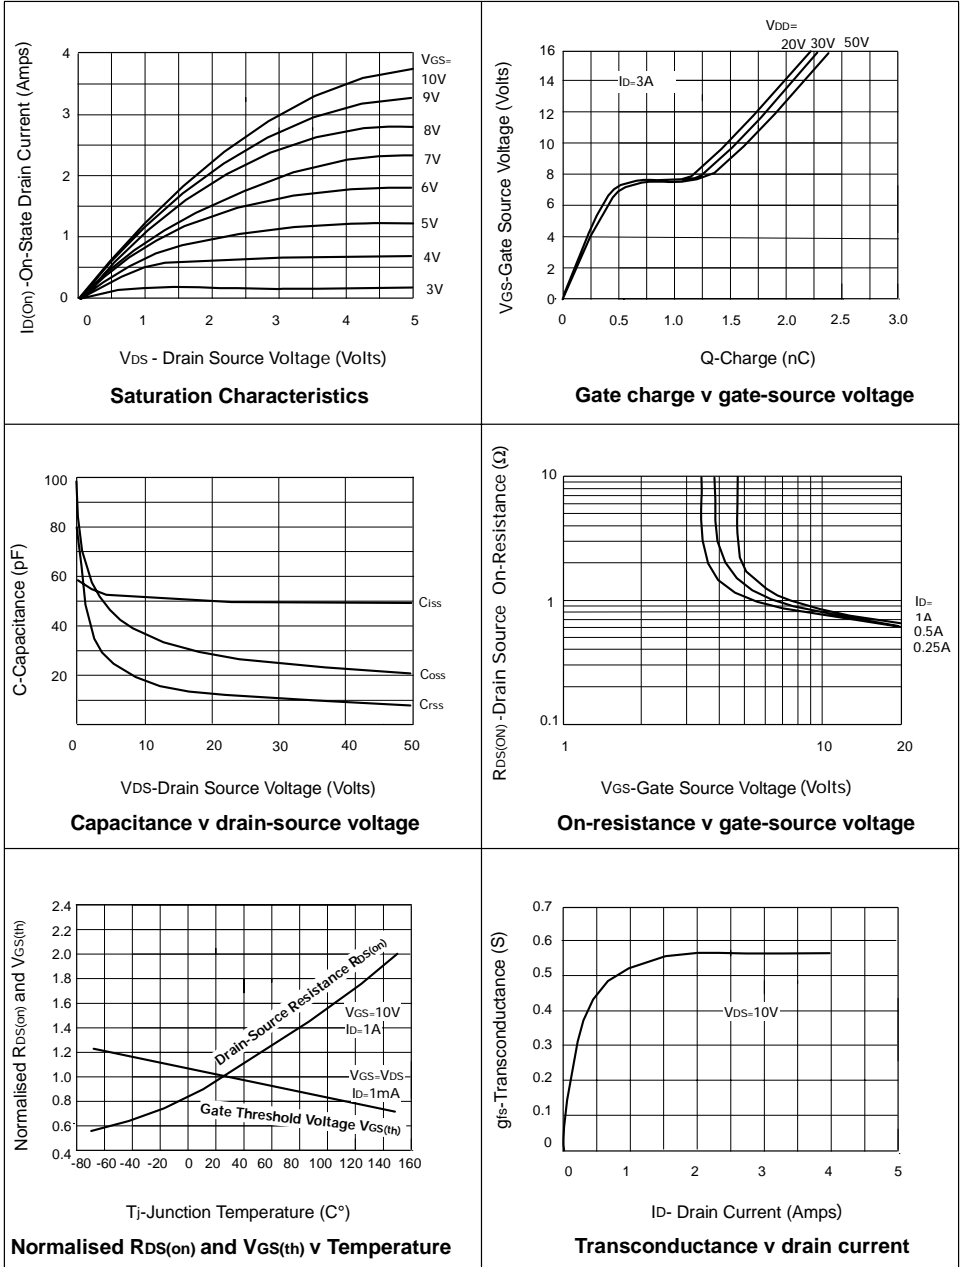 ID(On) -On-State Drain Current (Amps)
4
3
2
1
0
0 1 2 3 4 5
VGS=
10V
9V
8V
7V
6V
5V
4V
3V
VDS - Drain Source Voltage (Volts)
Saturation Characteristics
VGS-Gate Source Voltage (Volts)
VDD=
20V 30V 50V
16
14
12
10
8
6
4
2
0
ID=3A
0 0.5 1.0 1.5 2.0 2.5 3.0
Q-Charge (nC)
Gate charge v gate-source voltage
C-Capacitance (pF)
100
80
60
40
20
0 10 20 30 40 50
Ciss
Coss
Crss
VDS-Drain Source Voltage (Volts)
Capacitance v drain-source voltage
RDS(ON) -Drain Source On-Resistance (Ω)
10
1
0.1
1 10 20
ID=
1A
0.5A
0.25A
VGS-Gate Source Voltage (Volts)
On-resistance v gate-source voltage
Normalised RDS(on) and VGS(th)
2.4
2.2
2.0
1.8
1.6
1.4
1.2
1.0
0.8
0.6
0.4
Drain-Source Resistance RDS(on)
VGS=10V
ID=1A
VGS=VDS
ID=1mA
Gate Threshold Voltage VGS(th)
-80 -60 -40 -20 0 20 40 60 80 100 120 140 160
Tj-Junction Temperature (C°)
Normalised RDS(on) and VGS(th) v Temperature
gfs-Transconductance (S)
0.7
0.6
0.5
0.4
0.3
0.2
0.1
0
VDS=10V
0 1 2 3 4 5
ID- Drain Current (Amps)
Transconductance v drain current